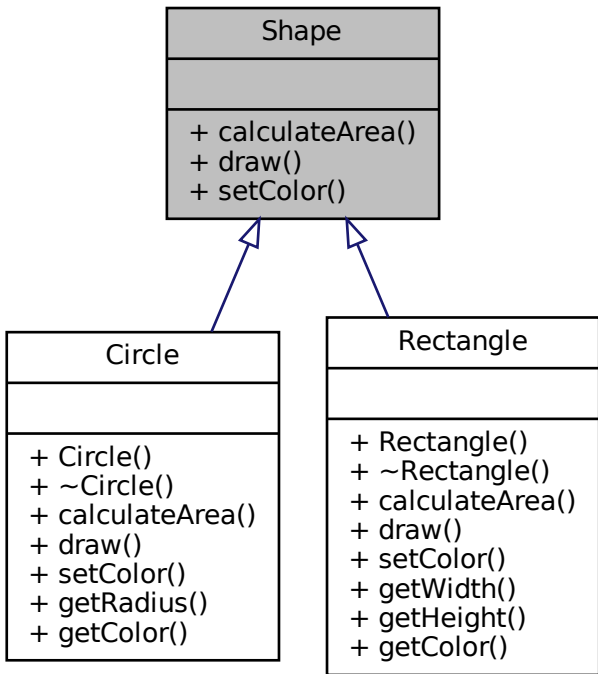 Shape
+ calculateArea()
+ draw()
+ setColor()
Circle
+ Circle()
+ ~Circle()
+ calculateArea()
+ draw()
+ setColor()
+ getRadius()
+ getColor()
Rectangle
+ Rectangle()
+ ~Rectangle()
+ calculateArea()
+ draw()
+ setColor()
+ getWidth()
+ getHeight()
+ getColor()